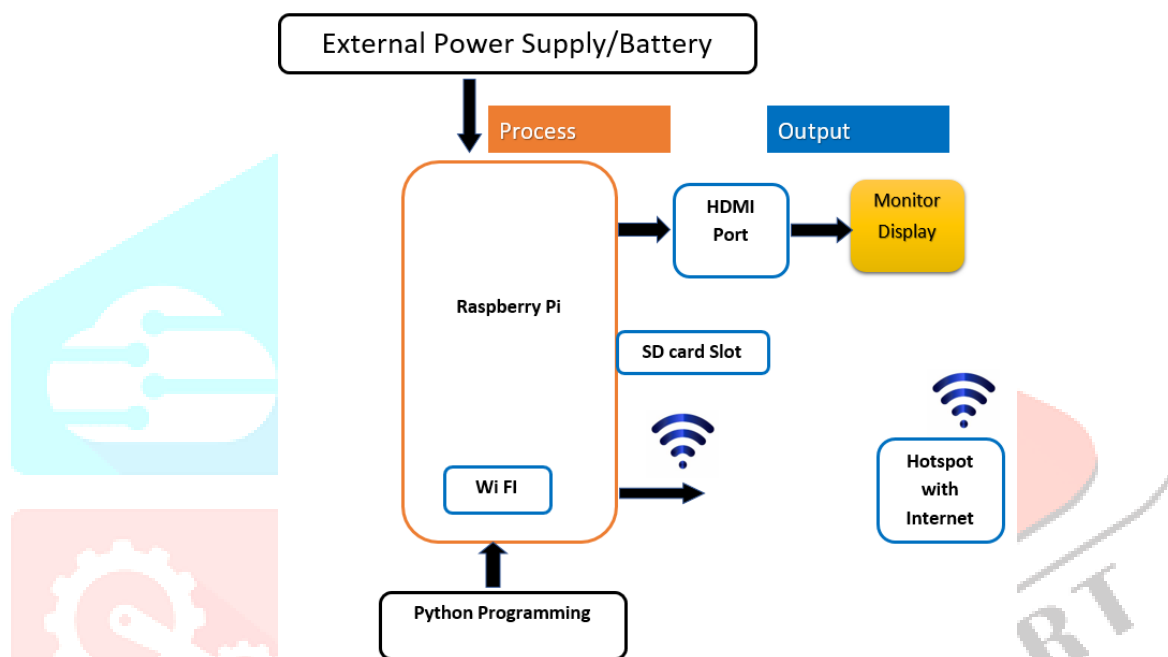 External Power Supply/Battery
Process
Output
HDMI
Port
Monitor
Display
Raspberry Pi
SD card Slot
Wi FI
Hotspot
with
Internet
Python Programming
RT